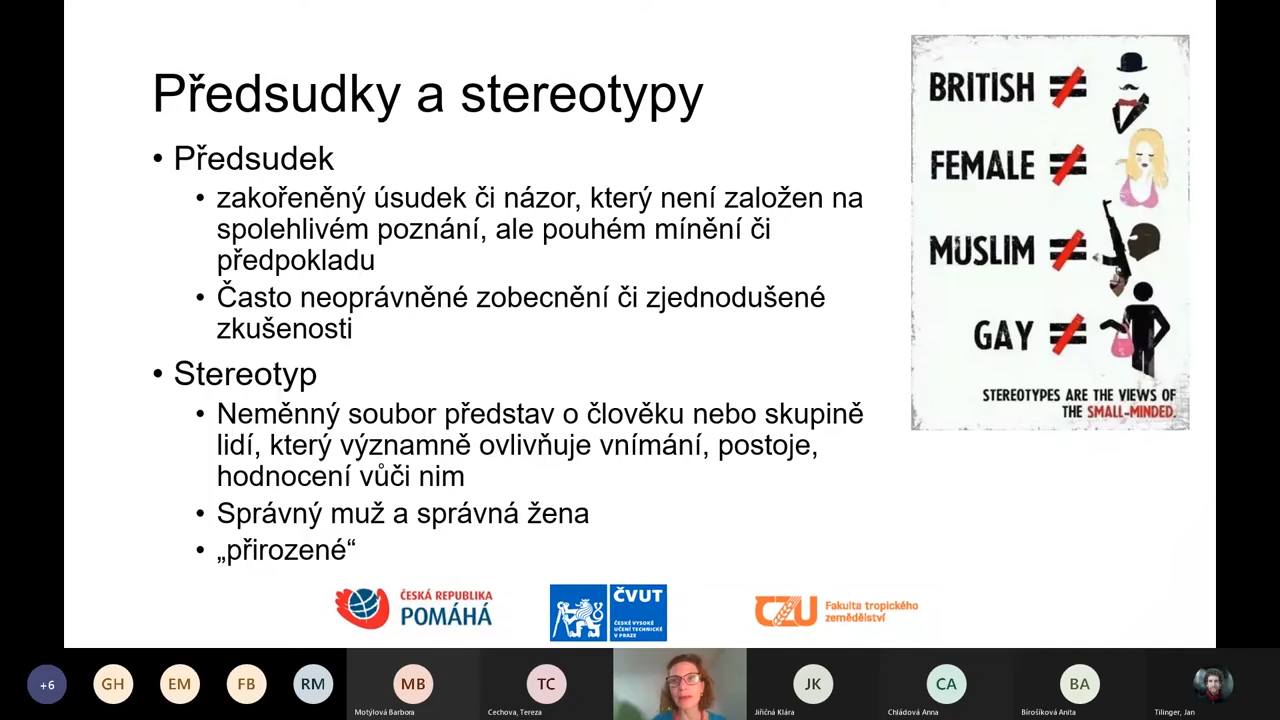 Předsudky a stereotypy
• Předsudek
• zakořeněný úsudek či názor, který není založen na
spolehlivém poznání, ale pouhém mínění či
předpokladu
• Často neoprávněné zobecnění či zjednodušené
zkušenosti
• Stereotyp
• Neměnný soubor představ o člověku nebo skupině
lidí, který významně ovlivňuje vnímání, postoje,
hodnocení vůči nim
• Správný muž a správná žena
• „přirozené“
BRITISH ≠
FEMALE ≠
MUSLIM ≠
GAY ≠
STEREOTYPES ARE THE VIEWS OF
THE SMALL-MINDED.
ČESKÁ REPUBLIKA
POMÁHÁ
ČVUT
ČESKÉ VYSOKÉ
UČENÍ TECHNICKÉ
V PRAZE
CZU
Fakulta tropického
zemědělství
+6
GH
EM
FB
RM
MB
Motýlová Barbora
TC
Cechova, Tereza
JK
Jiřičná Klára
CA
Chládová Anna
BA
Bírošíková Anita
Tilinger, Jan